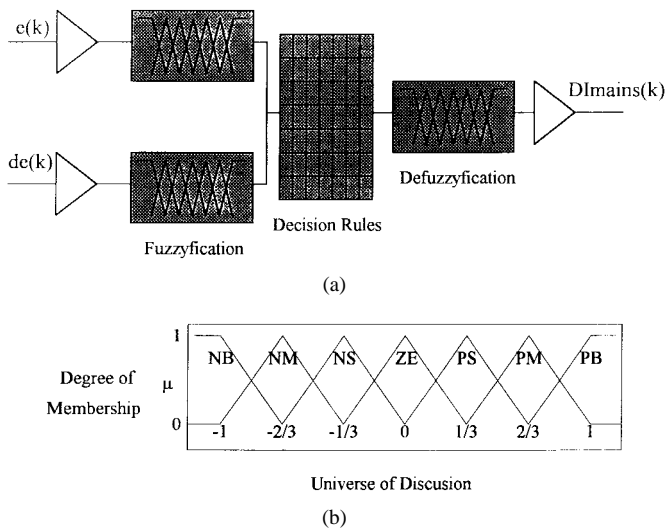 e(k)
DImains(k)
de(k)
Defuzzyfication
Decision Rules
Fuzzyfication
(a)
1
NB NM NS ZE PS PM PB
Degree of
Membership
μ
0
-1 -2/3 -1/3 0 1/3 2/3 1
Universe of Discusion
(b)